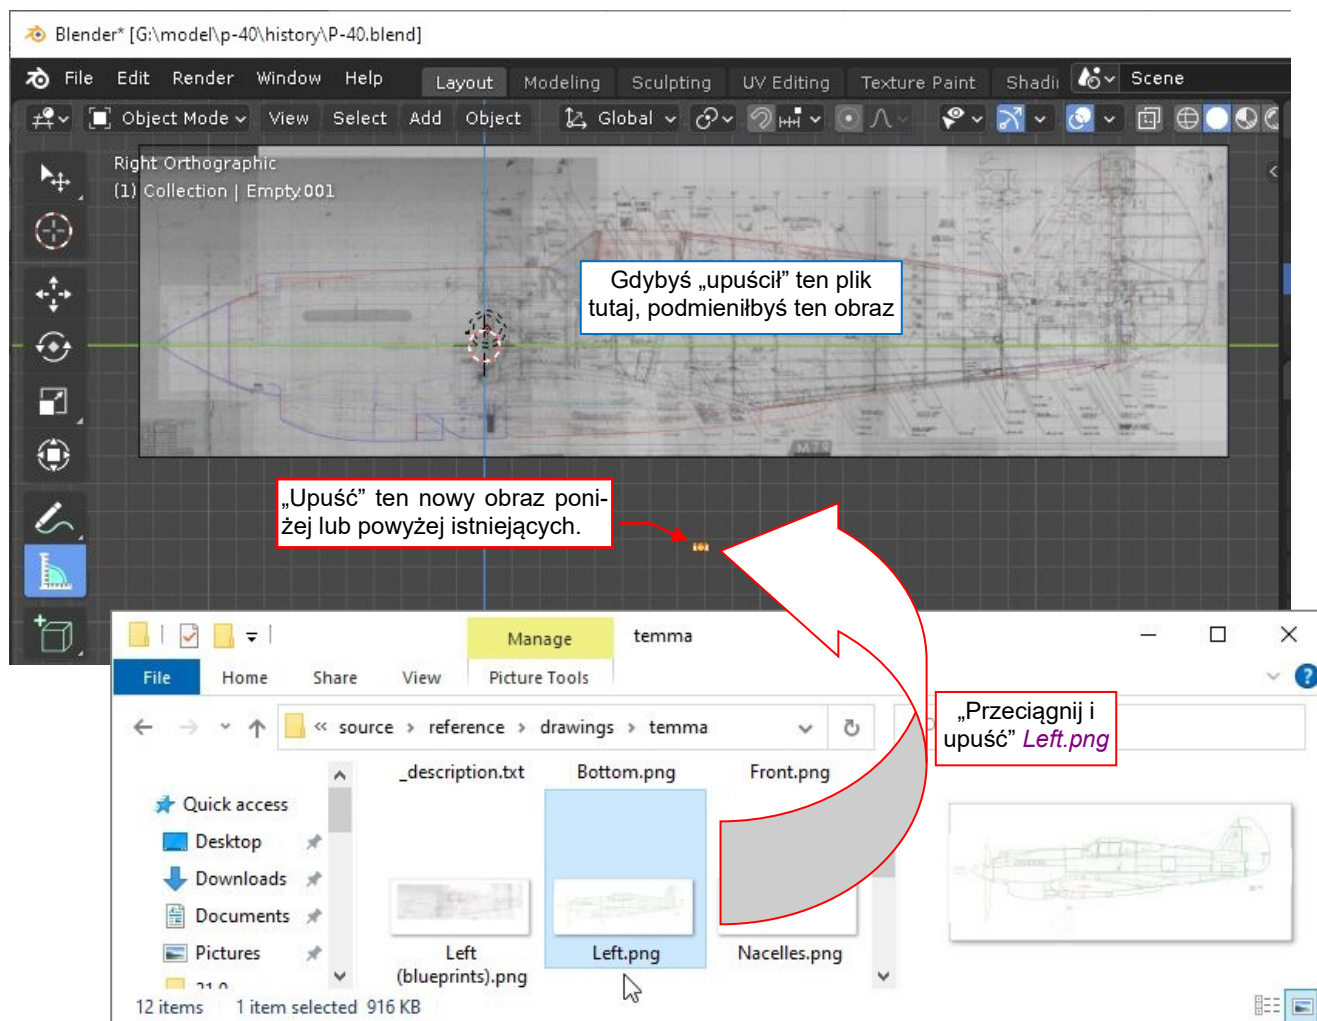 Blender* [G:\model\p-40\history\P-40.blend]
File Edit Render Window Help Layout Modeling Sculpting UV Editing Texture Paint Shadi Scene
Object Mode View Select Add Object Global
Right Orthographic
(1) Collection | Empty.001
Gdybyś „upuścił” ten plik
tutaj, podmieniłbyś ten obraz
„Upuść” ten nowy obraz poni-
żej lub powyżej istniejących.
Manage temma
File Home Share View Picture Tools
« source › reference › drawings › temma
„Przeciągnij i
upuść” Left.png
_description.txt Bottom.png Front.png
Quick access
Desktop
Downloads
Documents
Pictures
Left
(blueprints).png
Left.png
Nacelles.png
12 items 1 item selected 916 KB